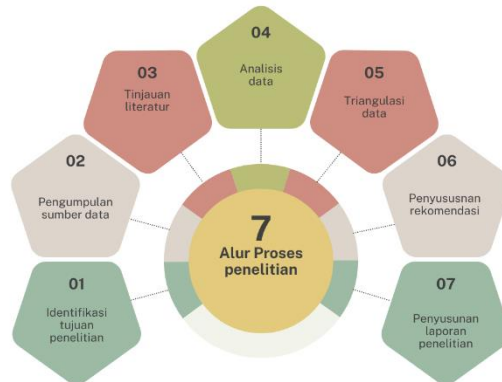 04
Analisis
data
03
Tinjauan
literatur
05
Triangulasi
data
02
Pengumpulan
sumber data
06
Penyususnan
rekomendasi
7
Alur Proses
penelitian
01
Identifikasi
tujuan
penelitian
07
Penyusunan
laporan
penelitian